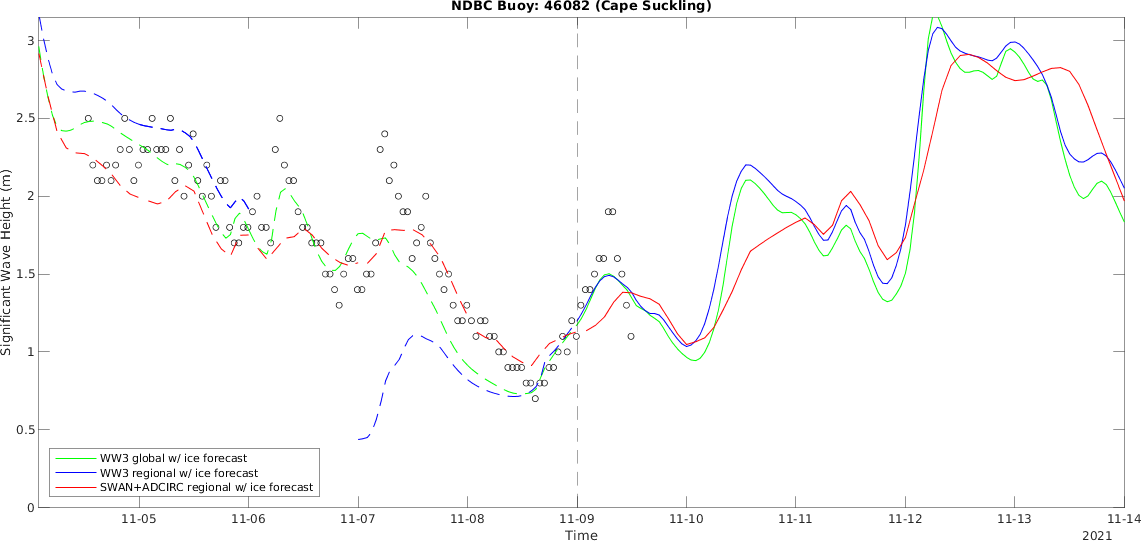 NDBC Buoy: 46082 (Cape Suckling)
Significant Wave Height (m)
3
2.5
2
1.5
1
0.5
0
WW3 global w/ ice forecast
WW3 regional w/ ice forecast
SWAN+ADCIRC regional w/ ice forecast
11-05 11-06 11-07 11-08 11-09 11-10 11-11 11-12 11-13 11-14
Time
2021